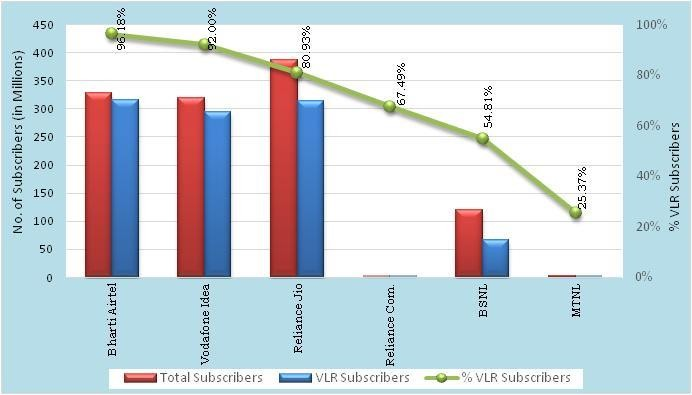 No. of Subscribers (in Millions)
450
400
350
300
250
200
150
100
50
0
96.18%
92.00%
80.93%
67.49%
54.81%
25.37%
100%
80%
60%
40%
20%
0%
% VLR Subscribers
Bharti Airtel
Vodafone Idea
Reliance Jio
Reliance Com.
BSNL
MTNL
Total Subscribers
VLR Subscribers
% VLR Subscribers